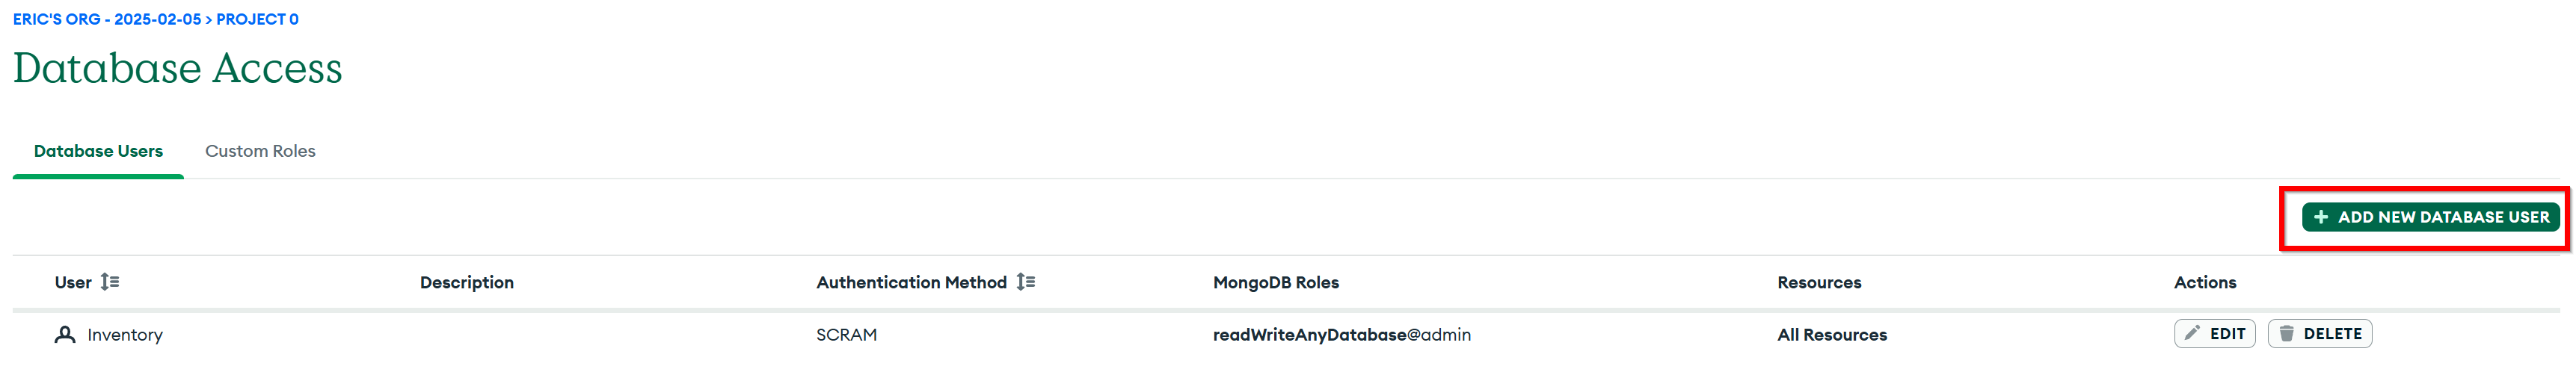 ERIC'S ORG - 2025-02-05 > PROJECT 0
Database Access
Database Users Custom Roles
+ ADD NEW DATABASE USER
User Description Authentication Method MongoDB Roles Resources Actions
Inventory SCRAM readWriteAnyDatabase@admin All Resources EDIT DELETE